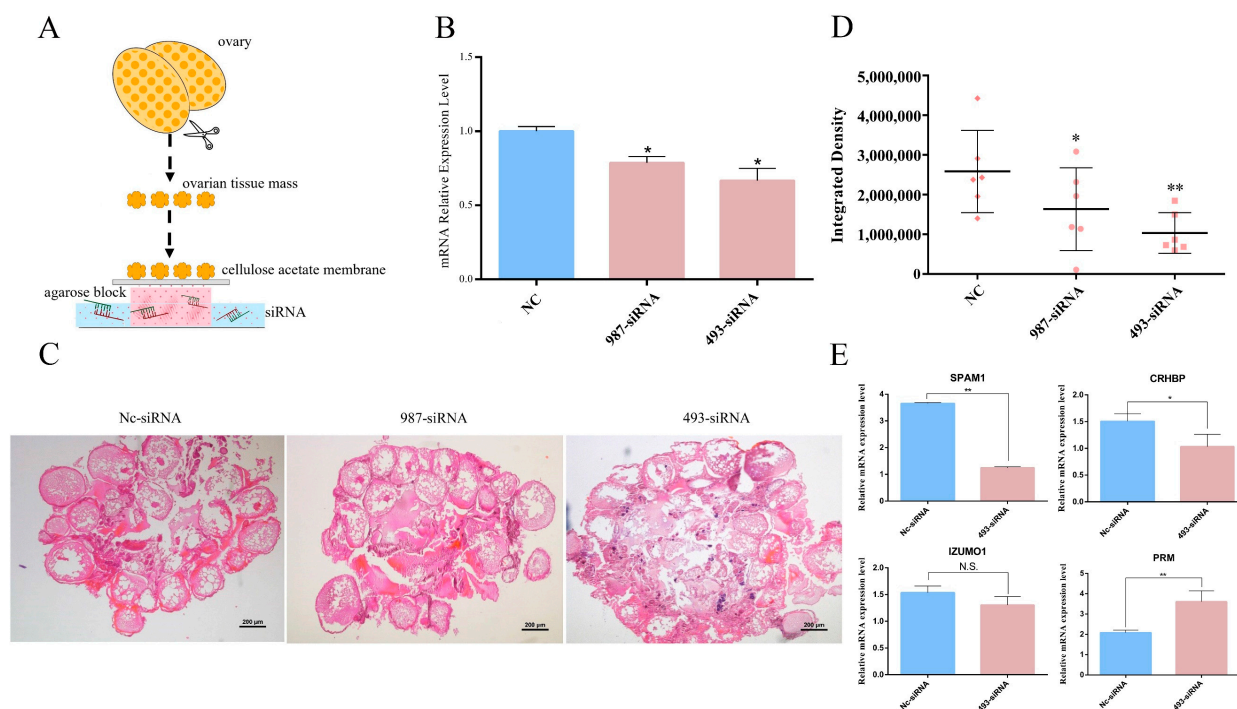 A
ovary
ovarian tissue mass
cellulose acetate membrane
agarose block
siRNA
B
mRNA Relative Expression Level
1.5
1.0
0.5
0.0
*
*
NC
987-siRNA
493-siRNA
C
Nc-siRNA
987-siRNA
493-siRNA
200 μm
200 μm
200 μm
D
Integrated Density
5,000,000
4,000,000
3,000,000
2,000,000
1,000,000
0
*
**
NC
987-siRNA
493-siRNA
E
SPAM1
Relative mRNA expression level
4
3
2
1
0
**
Nc-siRNA
493-siRNA
CRHBP
Relative mRNA expression level
2.0
1.5
1.0
0.5
0.0
*
Nc-siRNA
493-siRNA
IZUMO1
Relative mRNA expression level
2.0
1.5
1.0
0.5
0.0
N.S.
Nc-siRNA
493-siRNA
PRM
Relative mRNA expression level
5
4
3
2
1
0
**
Nc-siRNA
493-siRNA